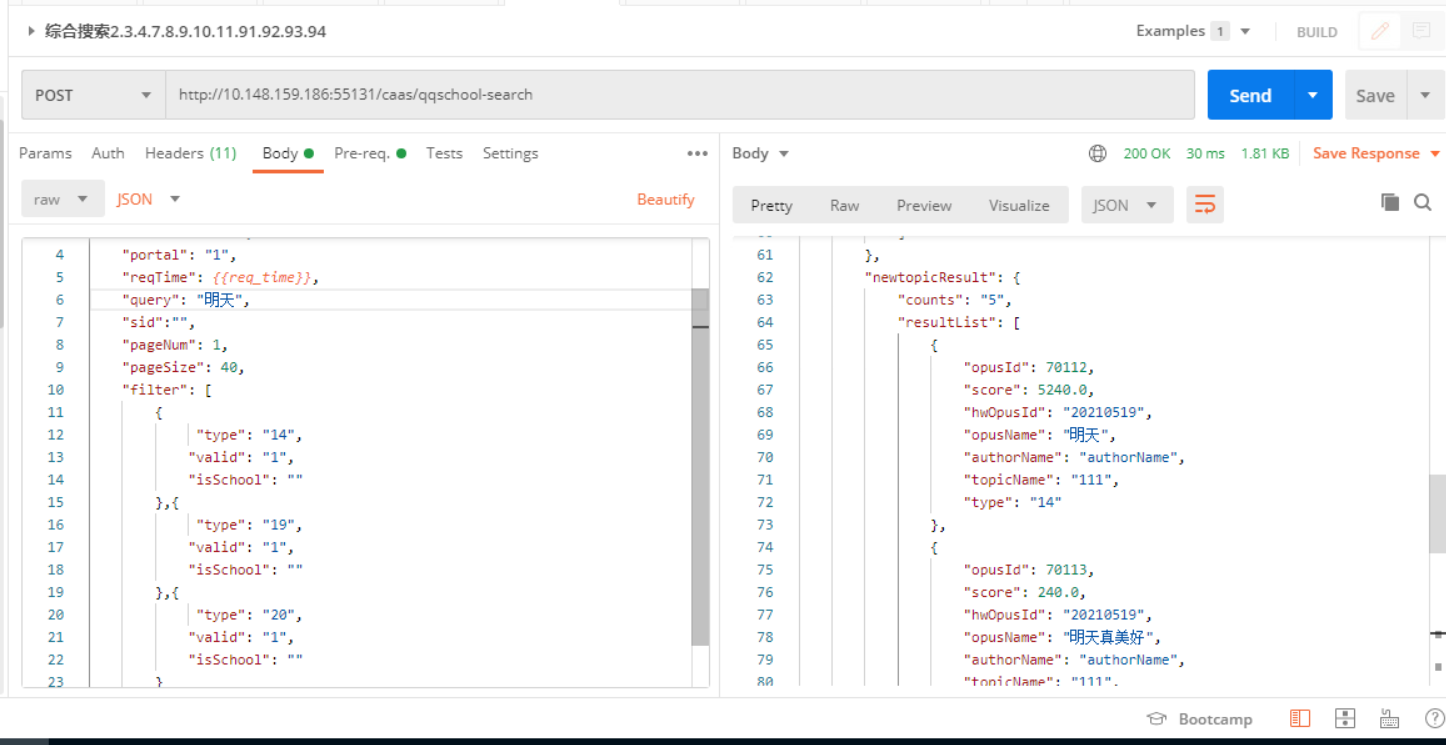 综合搜索2.3.4.7.8.9.10.11.91.92.93.94
Examples 1 BUILD
POST http://10.148.159.186:55131/caas/qqschool-search Send Save
Params Auth Headers (11) Body Pre-req. Tests Settings
Body 200 OK 30 ms 1.81 KB Save Response
raw JSON Beautify
Pretty Raw Preview Visualize JSON
4 "portal": "1",
5 "reqTime": {{req_time}},
6 "query": "明天",
7 "sid":"",
8 "pageNum": 1,
9 "pageSize": 40,
10 "filter": [
11 {
12 "type": "14",
13 "valid": "1",
14 "isSchool": ""
15 },{
16 "type": "19",
17 "valid": "1",
18 "isSchool": ""
19 },{
20 "type": "20",
21 "valid": "1",
22 "isSchool": ""
23 }
61 },
62 "newtopicResult": {
63 "counts": "5",
64 "resultList": [
65 {
66 "opusId": 70112,
67 "score": 5240.0,
68 "hwOpusId": "20210519",
69 "opusName": "明天",
70 "authorName": "authorName",
71 "topicName": "111",
72 "type": "14"
73 },
74 {
75 "opusId": 70113,
76 "score": 240.0,
77 "hwOpusId": "20210519",
78 "opusName": "明天真美好",
79 "authorName": "authorName",
80 "topicName": "111",
Bootcamp